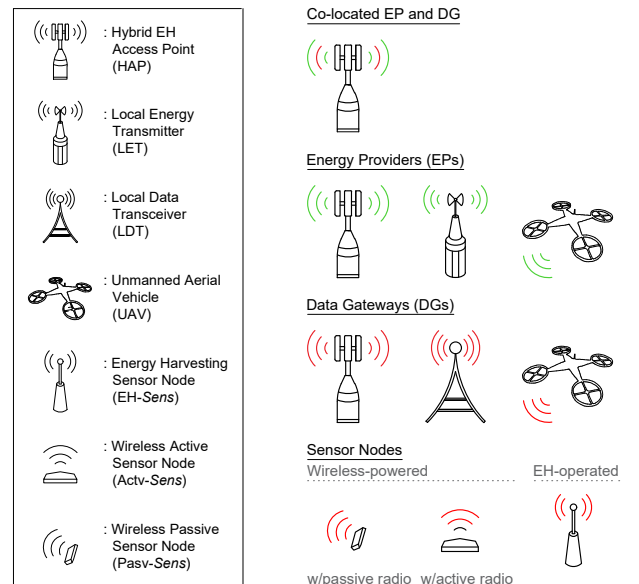 : Hybrid EH
Access Point
(HAP)
: Local Energy
Transmitter
(LET)
: Local Data
Transceiver
(LDT)
: Unmanned Aerial
Vehicle
(UAV)
: Energy Harvesting
Sensor Node
(EH-Sens)
: Wireless Active
Sensor Node
(Actv-Sens)
: Wireless Passive
Sensor Node
(Pasv-Sens)
Co-located EP and DG
Energy Providers (EPs)
Data Gateways (DGs)
Sensor Nodes
Wireless-powered
EH-operated
w/passive radio
w/active radio